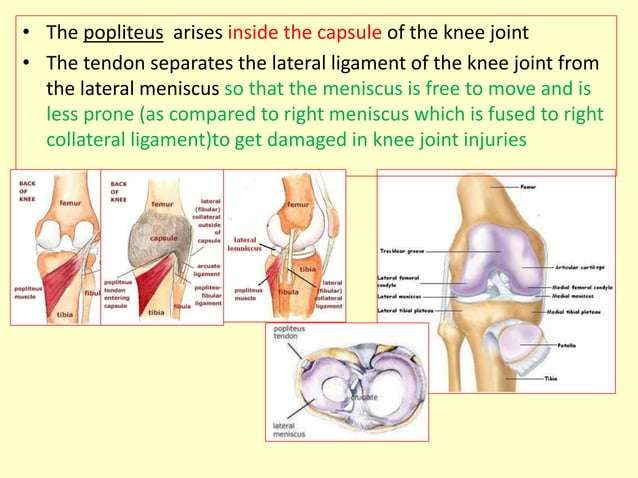 • The popliteus arises inside the capsule of the knee joint
• The tendon separates the lateral ligament of the knee joint from
the lateral meniscus so that the meniscus is free to move and is
less prone (as compared to right meniscus which is fused to right
collateral ligament)to get damaged in knee joint injuries
BACK
OF
KNEE
femur
popliteus
muscle
fibula
tibia
BACK
OF
KNEE
femur
lateral
(fibular)
collateral
outside
of
capsule
capsule
arcuate
ligament
popliteus
tendon
entering
capsule
popliteo-
fibular
ligament
fibula
tibia
femur
lateral
lemniscus
tibia
popliteus
muscle
fibula
lateral
(fibular)
collateral
ligament
Femur
Trochlear groove
Articular cartilage
Lateral femoral
condyle
Medial femoral condyle
Lateral meniscus
Medial meniscus
Lateral tibial plateau
Medial tibial plateau
Patella
Tibia
popliteus
tendon
cruciate
lateral
meniscus